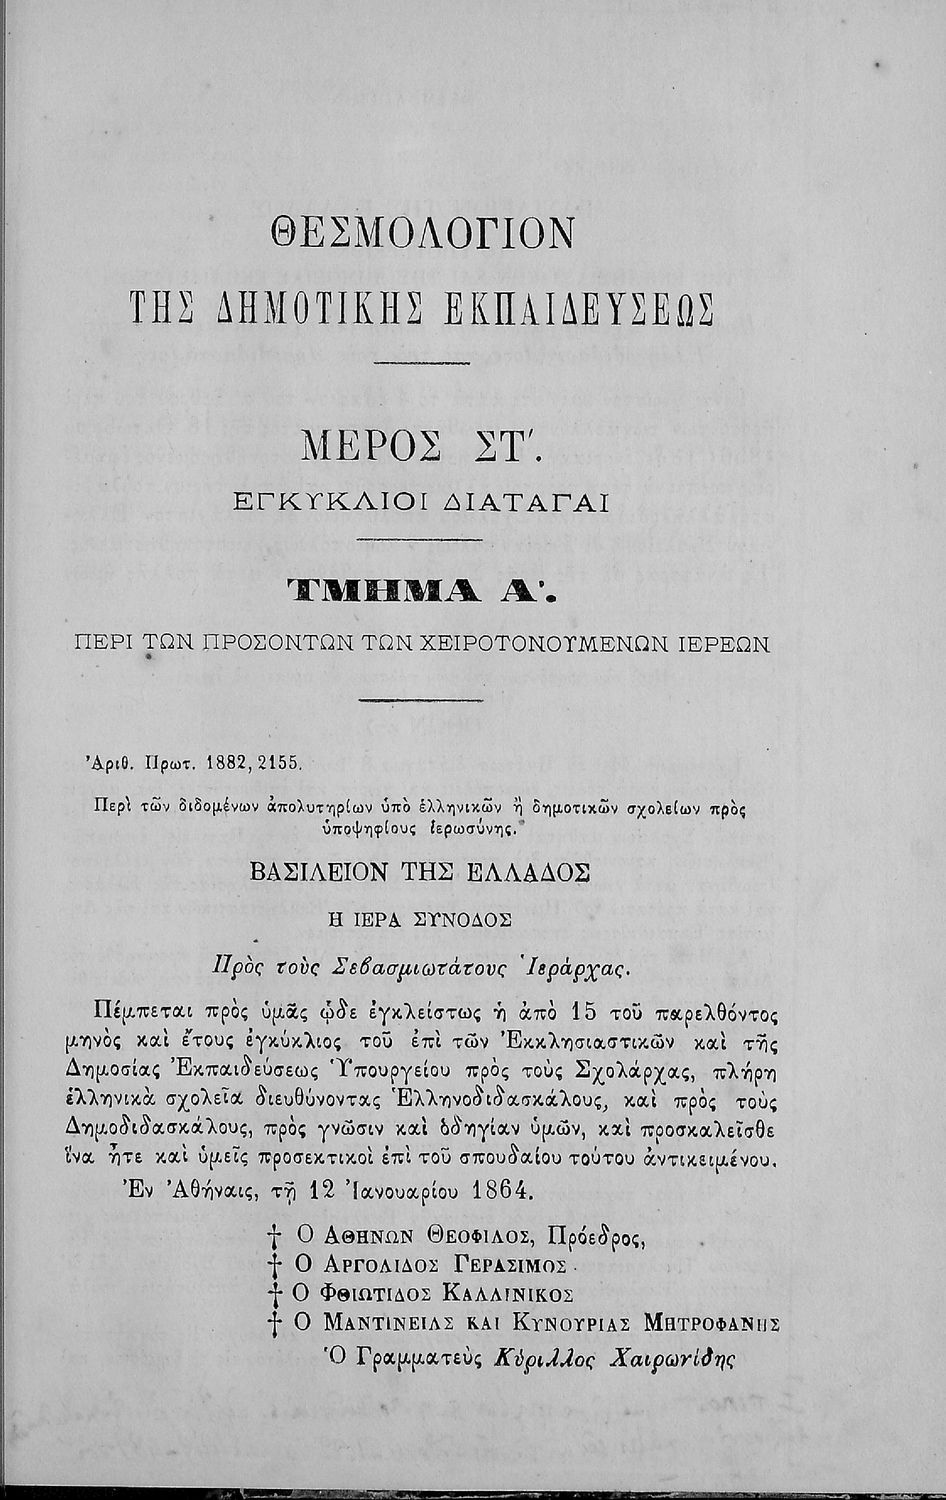 ΘΕΣΜΟΛΟΓΙΟΝ
ΤΗΣ ΔΗΜΟΤΙΚΗΣ ΕΚΠΑΙΔΕΥΣΕΩΣ
ΜΕΡΟΣ ΣΤ΄.
ΕΓΚΥΚΛΙΟΙ ΔΙΑΤΑΓΑΙ
ΤΜΗΜΑ Α΄.
ΠΕΡΙ ΤΩΝ ΠΡΟΣΟΝΤΩΝ ΤΩΝ ΧΕΙΡΟΤΟΝΟΥΜΕΝΩΝ ΙΕΡΕΩΝ
Ἀριθ. Πρωτ. 1882, 2155.
Περὶ τῶν διδομένων ἀπολυτηρίων ὑπὸ ἑλληνικῶν ἢ δημοτικῶν σχολείων πρὸς
ὑποψηφίους ἱερωσύνης.
ΒΑΣΙΛΕΙΟΝ ΤΗΣ ΕΛΛΑΔΟΣ
Η ΙΕΡΑ ΣΥΝΟΔΟΣ
Πρὸς τοὺς Σεβασμιωτάτους Ἱεράρχας.
Πέμπεται πρὸς ὑμᾶς ᾧδε ἐγκλείστως ἡ ἀπὸ 15 τοῦ παρελθόντος
μηνὸς καὶ ἔτους ἐγκύκλιος τοῦ ἐπὶ τῶν Ἐκκλησιαστικῶν καὶ τῆς
Δημοσίας Ἐκπαιδεύσεως Ὑπουργείου πρὸς τοὺς Σχολάρχας, πλήρη
ἑλληνικὰ σχολεῖα διευθύνοντας Ἑλληνοδιδασκάλους, καὶ πρὸς τοὺς
Δημοδιδασκάλους, πρὸς γνῶσιν καὶ ὁδηγίαν ὑμῶν, καὶ προσκαλεῖσθε
ἵνα ἦτε καὶ ὑμεῖς προσεκτικοὶ ἐπὶ τοῦ σπουδαίου τούτου ἀντικειμένου.
Ἐν Ἀθήναις, τῇ 12 Ἰανουαρίου 1864.
† Ο ΑΘΗΝΩΝ ΘΕΟΦΙΛΟΣ, Πρόεδρος,
† Ο ΑΡΓΟΛΙΔΟΣ ΓΕΡΑΣΙΜΟΣ
† Ο ΦΘΙΩΤΙΔΟΣ ΚΑΛΛΙΝΙΚΟΣ
† Ο ΜΑΝΤΙΝΕΙΑΣ ΚΑΙ ΚΥΝΟΥΡΙΑΣ ΜΗΤΡΟΦΑΝΗΣ
Ὁ Γραμματεὺς Κύριλλος Χαιρωνίδης